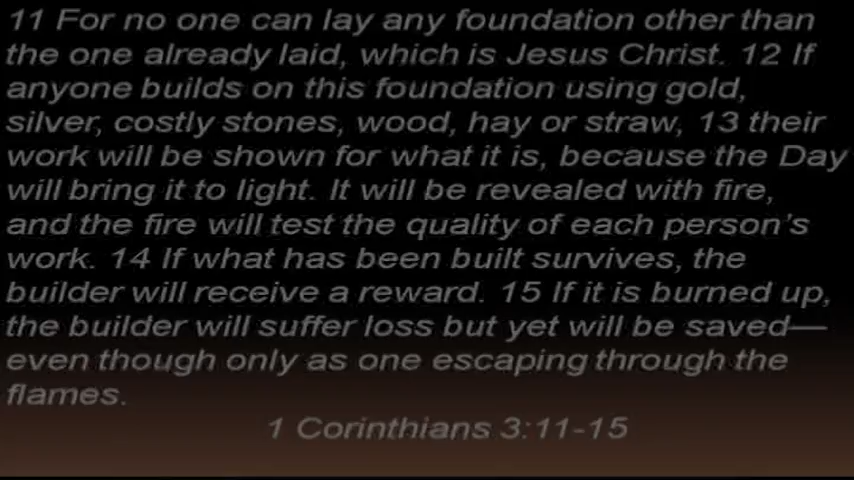 11 For no one can lay any foundation other than
the one already laid, which is Jesus Christ. 12 If
anyone builds on this foundation using gold,
silver, costly stones, wood, hay or straw, 13 their
work will be shown for what it is, because the Day
will bring it to light. It will be revealed with fire,
and the fire will test the quality of each person’s
work. 14 If what has been built survives, the
builder will receive a reward. 15 If it is burned up,
the builder will suffer loss but yet will be saved—
even though only as one escaping through the
flames.
1 Corinthians 3:11-15